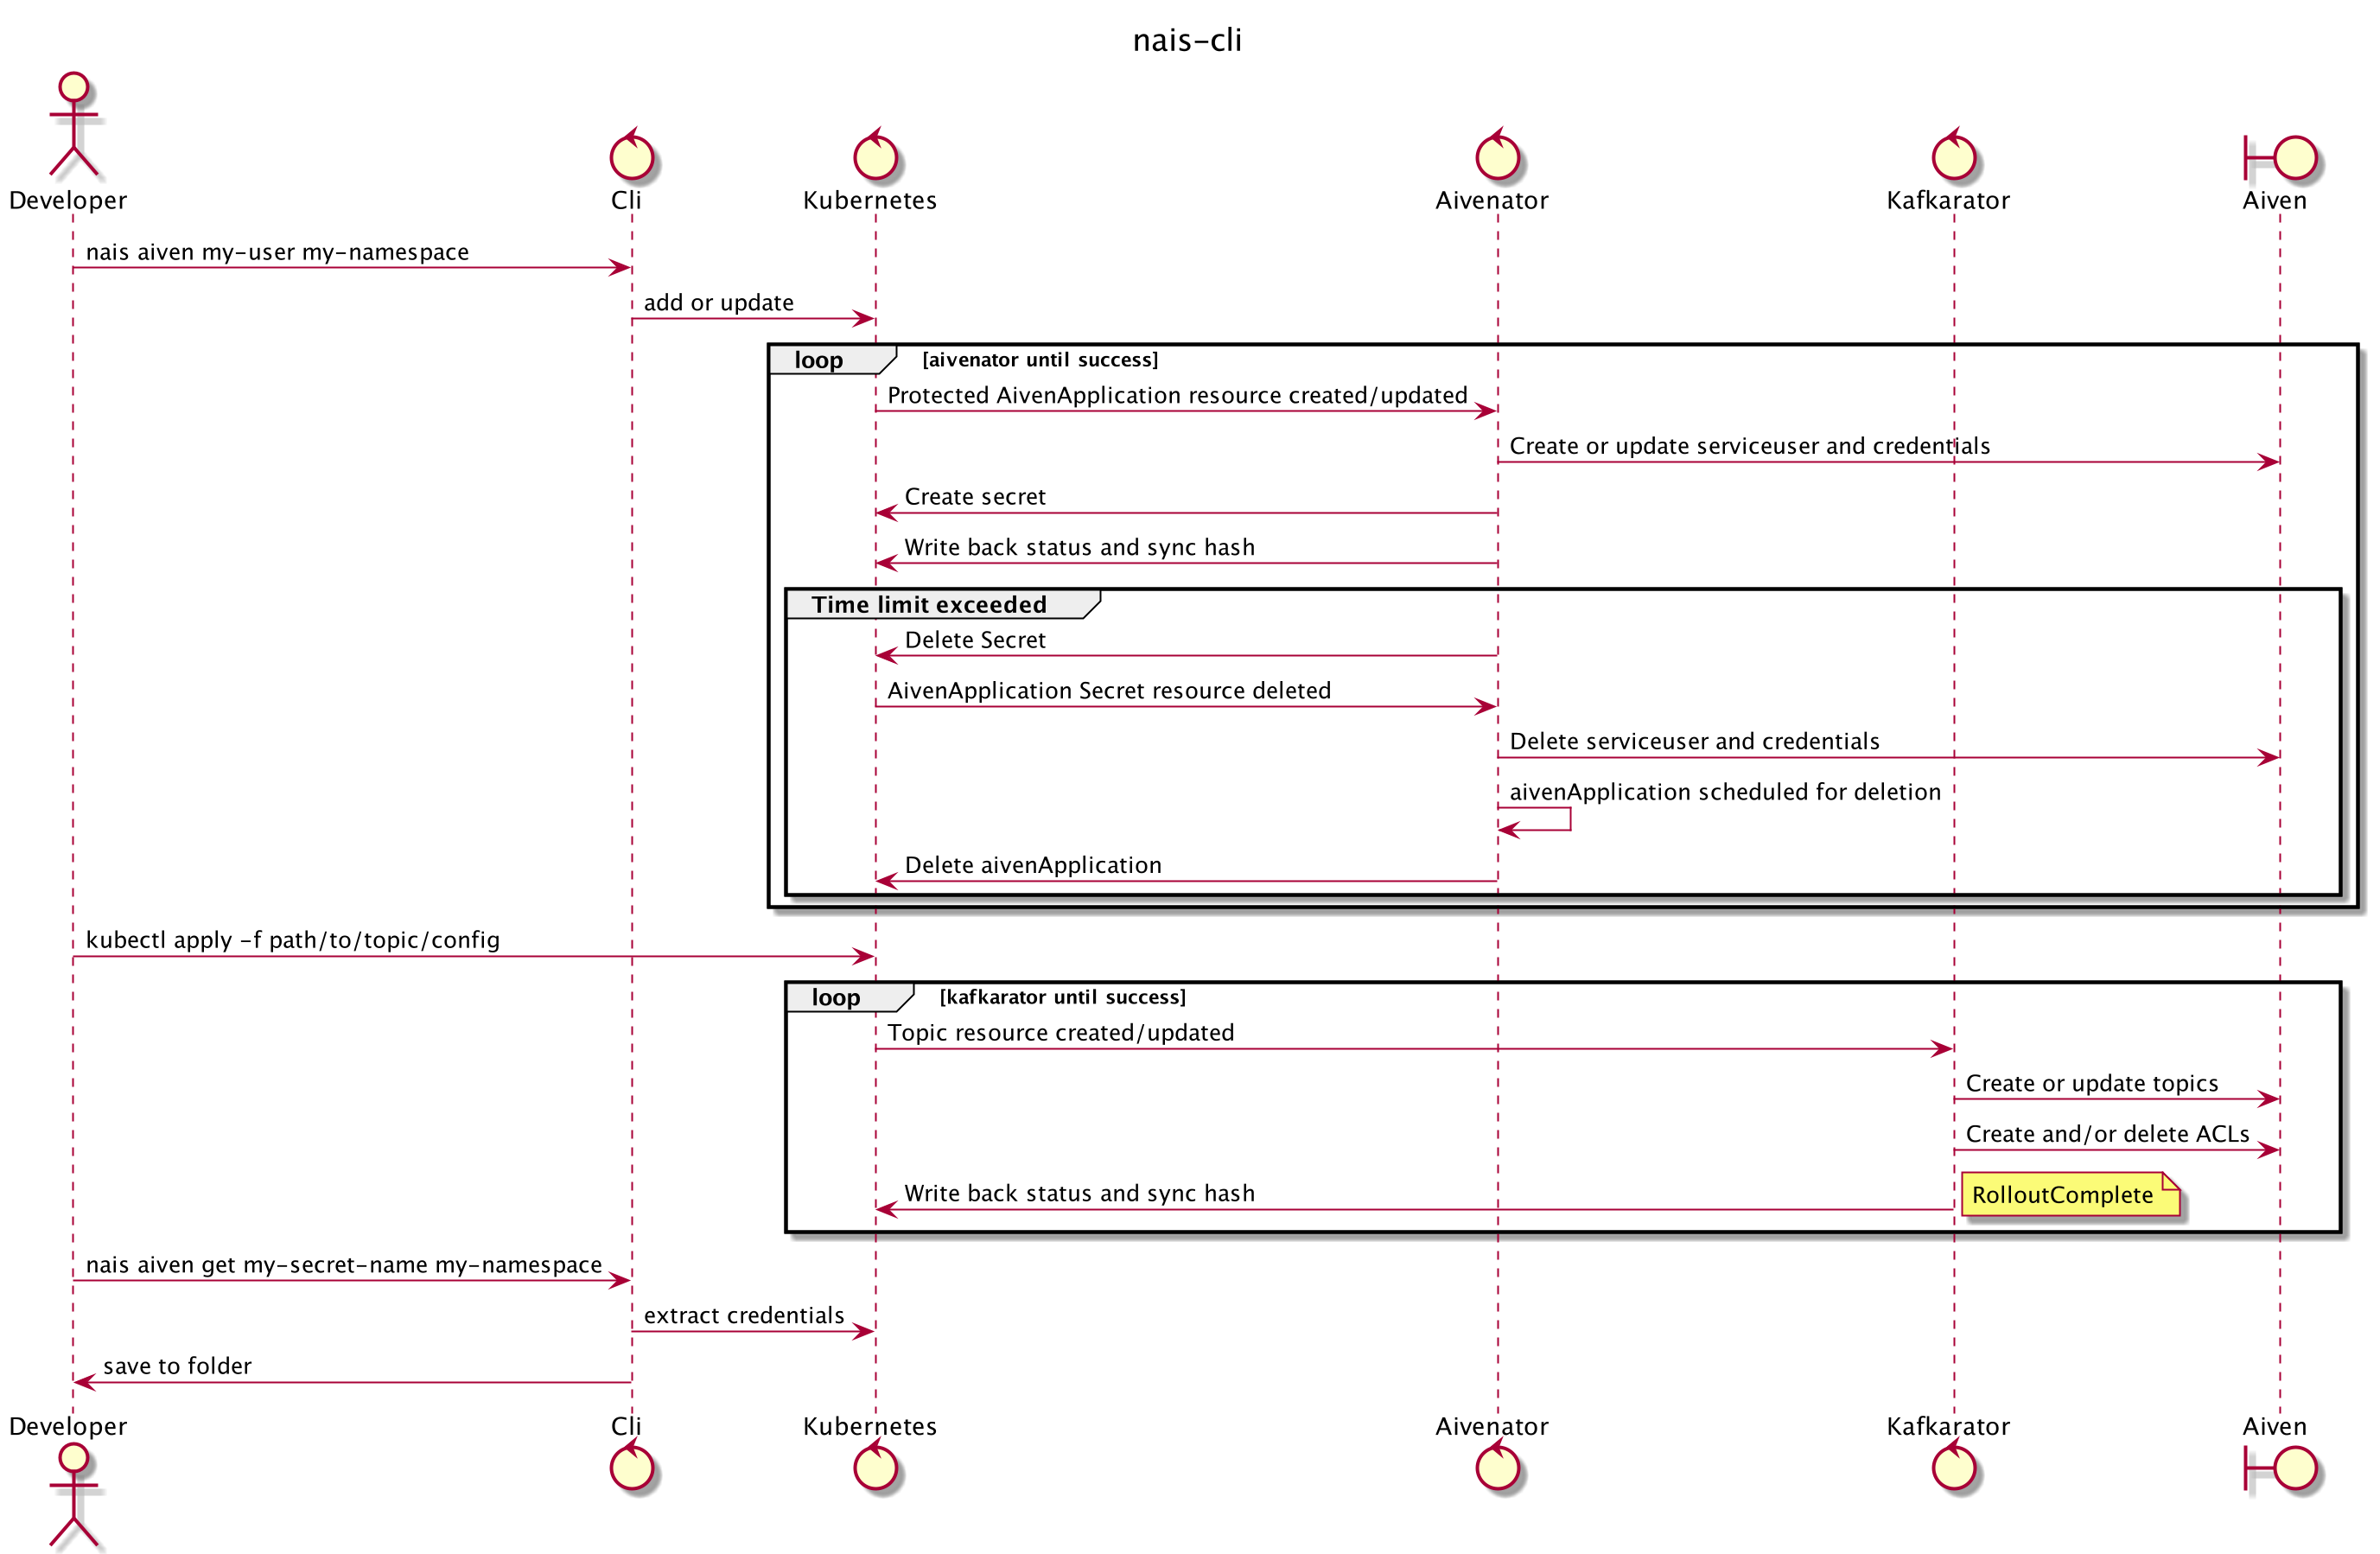 nais-cli
Developer
Cli
Kubernetes
Aivenator
Kafkarator
Aiven
nais aiven my-user my-namespace
add or update
loop
[aivenator until success]
Protected AivenApplication resource created/updated
Create or update serviceuser and credentials
Create secret
Write back status and sync hash
Time limit exceeded
Delete Secret
AivenApplication Secret resource deleted
Delete serviceuser and credentials
aivenApplication scheduled for deletion
Delete aivenApplication
kubectl apply -f path/to/topic/config
loop
[kafkarator until success]
Topic resource created/updated
Create or update topics
Create and/or delete ACLs
Write back status and sync hash
RolloutComplete
nais aiven get my-secret-name my-namespace
extract credentials
save to folder
Developer
Cli
Kubernetes
Aivenator
Kafkarator
Aiven